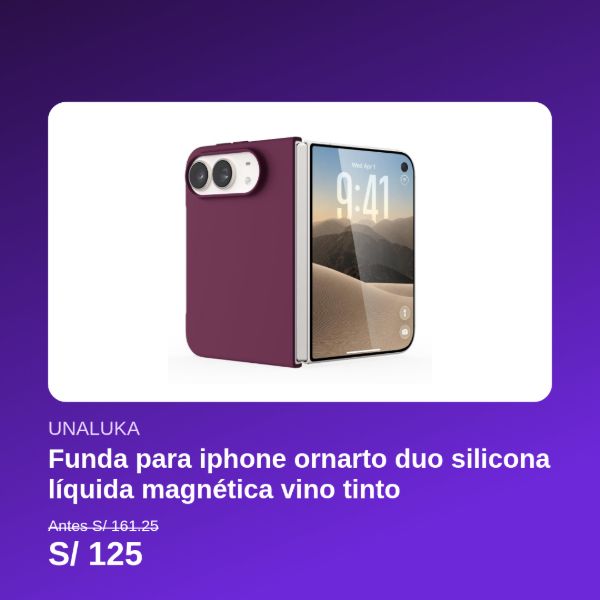 Wed Apr 1
9:41
UNALUKA
Funda para iphone ornarto duo silicona
líquida magnética vino tinto
Antes S/ 161.25
S/ 125